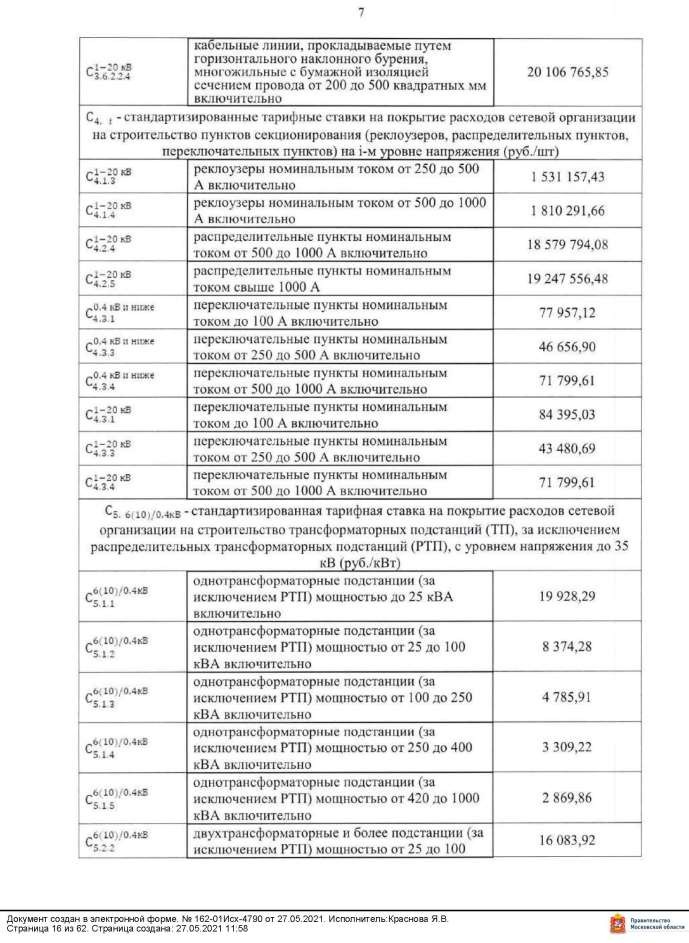 7
C 1–20 кВ 3.6.2.2.4
кабельные линии, прокладываемые путем
горизонтального наклонного бурения,
многожильные с бумажной изоляцией
сечением провода от 200 до 500 квадратных мм
включительно
20 106 765,85
C4, i - стандартизированные тарифные ставки на покрытие расходов сетевой организации
на строительство пунктов секционирования (реклоузеров, распределительных пунктов,
переключательных пунктов) на i-м уровне напряжения (руб./шт)
C 1–20 кВ 4.1.3
реклоузеры номинальным током от 250 до 500
А включительно
1 531 157,43
C 1–20 кВ 4.1.4
реклоузеры номинальным током от 500 до 1000
А включительно
1 810 291,66
C 1–20 кВ 4.2.4
распределительные пункты номинальным
током от 500 до 1000 А включительно
18 579 794,08
C 1–20 кВ 4.2.5
распределительные пункты номинальным
током свыше 1000 А
19 247 556,48
C 0.4 кВ и ниже 4.3.1
переключательные пункты номинальным
током до 100 А включительно
77 957,12
C 0.4 кВ и ниже 4.3.3
переключательные пункты номинальным
током от 250 до 500 А включительно
46 656,90
C 0.4 кВ и ниже 4.3.4
переключательные пункты номинальным
током от 500 до 1000 А включительно
71 799,61
C 1–20 кВ 4.3.1
переключательные пункты номинальным
током до 100 А включительно
84 395,03
C 1–20 кВ 4.3.3
переключательные пункты номинальным
током от 250 до 500 А включительно
43 480,69
C 1–20 кВ 4.3.4
переключательные пункты номинальным
током от 500 до 1000 А включительно
71 799,61
C5. 6(10)/0.4кВ - стандартизированная тарифная ставка на покрытие расходов сетевой
организации на строительство трансформаторных подстанций (ТП), за исключением
распределительных трансформаторных подстанций (РТП), с уровнем напряжения до 35
кВ (руб./кВт)
C 6(10)/0.4кВ 5.1.1
однотрансформаторные подстанции (за
исключением РТП) мощностью до 25 кВА
включительно
19 928,29
C 6(10)/0.4кВ 5.1.2
однотрансформаторные подстанции (за
исключением РТП) мощностью от 25 до 100
кВА включительно
8 374,28
C 6(10)/0.4кВ 5.1.3
однотрансформаторные подстанции (за
исключением РТП) мощностью от 100 до 250
кВА включительно
4 785,91
C 6(10)/0.4кВ 5.1.4
однотрансформаторные подстанции (за
исключением РТП) мощностью от 250 до 400
кВА включительно
3 309,22
C 6(10)/0.4кВ 5.1.5
однотрансформаторные подстанции (за
исключением РТП) мощностью от 420 до 1000
кВА включительно
2 869,86
C 6(10)/0.4кВ 5.2.2
двухтрансформаторные и более подстанции (за
исключением РТП) мощностью от 25 до 100
16 083,92
Документ создан в электронной форме. № 162-01Исх-4790 от 27.05.2021. Исполнитель:Краснова Я.В.
Страница 16 из 62. Страница создана: 27.05.2021 11:58
Правительство
Московской области